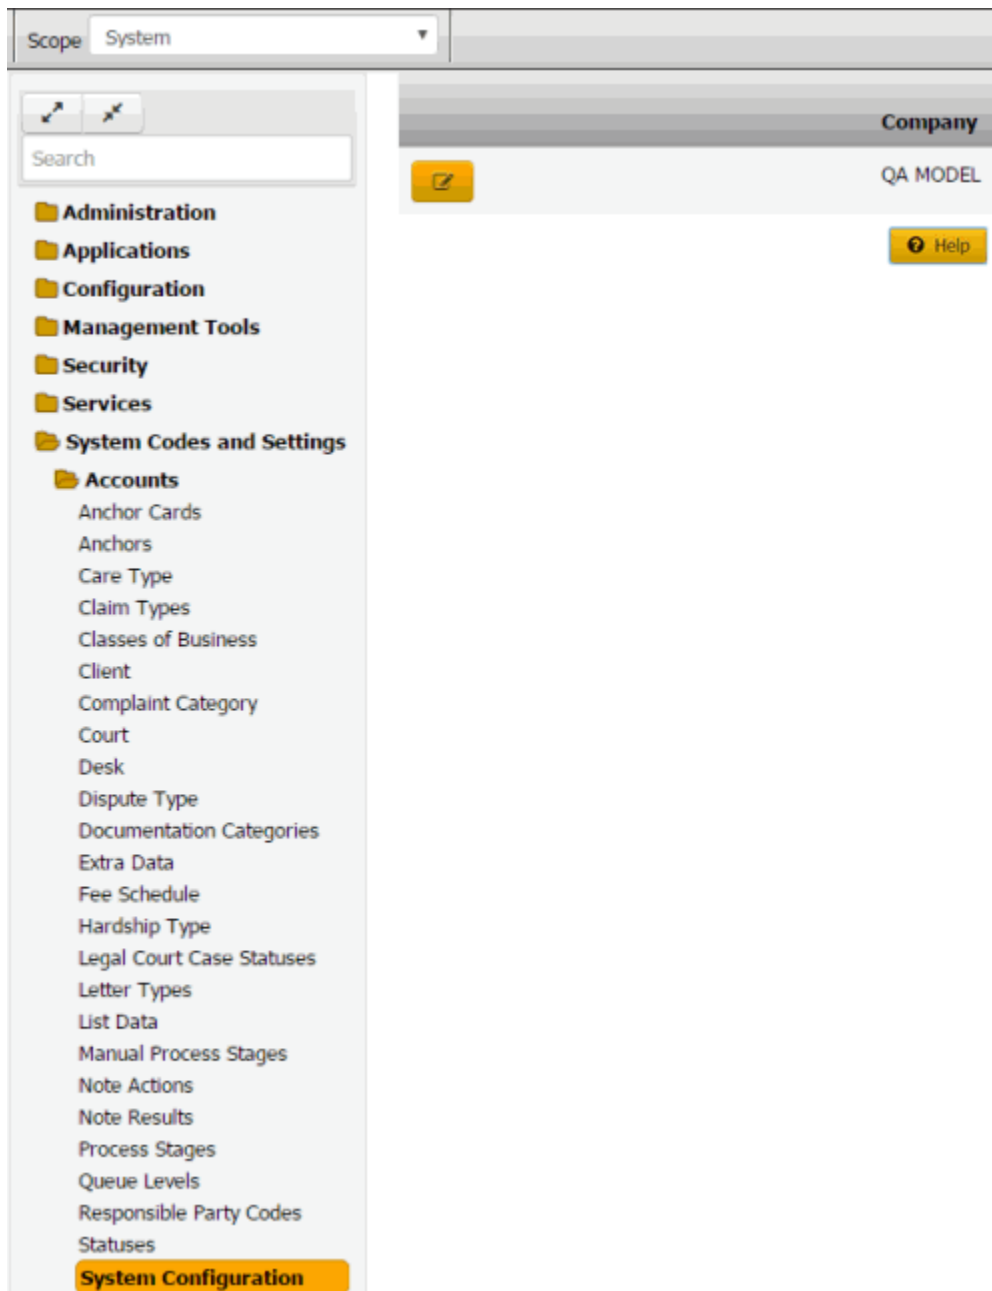 Scope System
Search
Company
QA MODEL
Help
Administration
Applications
Configuration
Management Tools
Security
Services
System Codes and Settings
Accounts
Anchor Cards
Anchors
Care Type
Claim Types
Classes of Business
Client
Complaint Category
Court
Desk
Dispute Type
Documentation Categories
Extra Data
Fee Schedule
Hardship Type
Legal Court Case Statuses
Letter Types
List Data
Manual Process Stages
Note Actions
Note Results
Process Stages
Queue Levels
Responsible Party Codes
Statuses
System Configuration